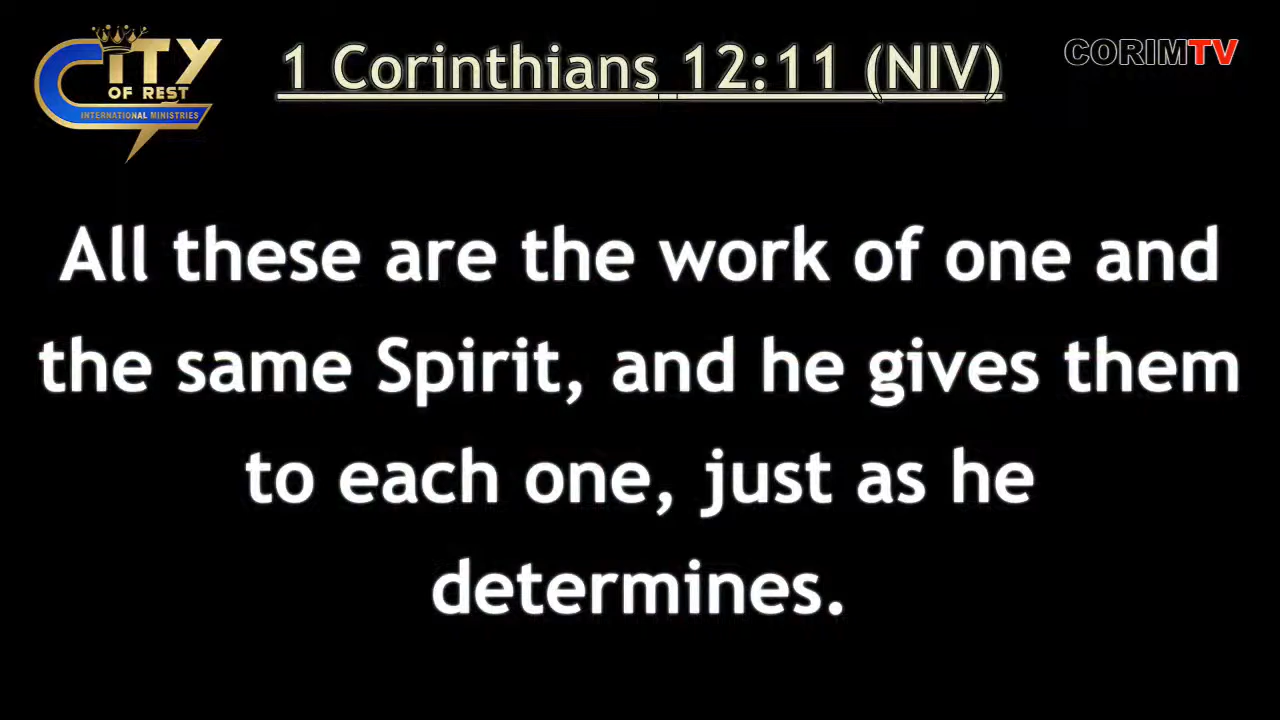 CITY
OF REST
INTERNATIONAL MINISTRIES
1 Corinthians 12:11 (NIV)
CORIMTV
All these are the work of one and
the same Spirit, and he gives them
to each one, just as he
determines.